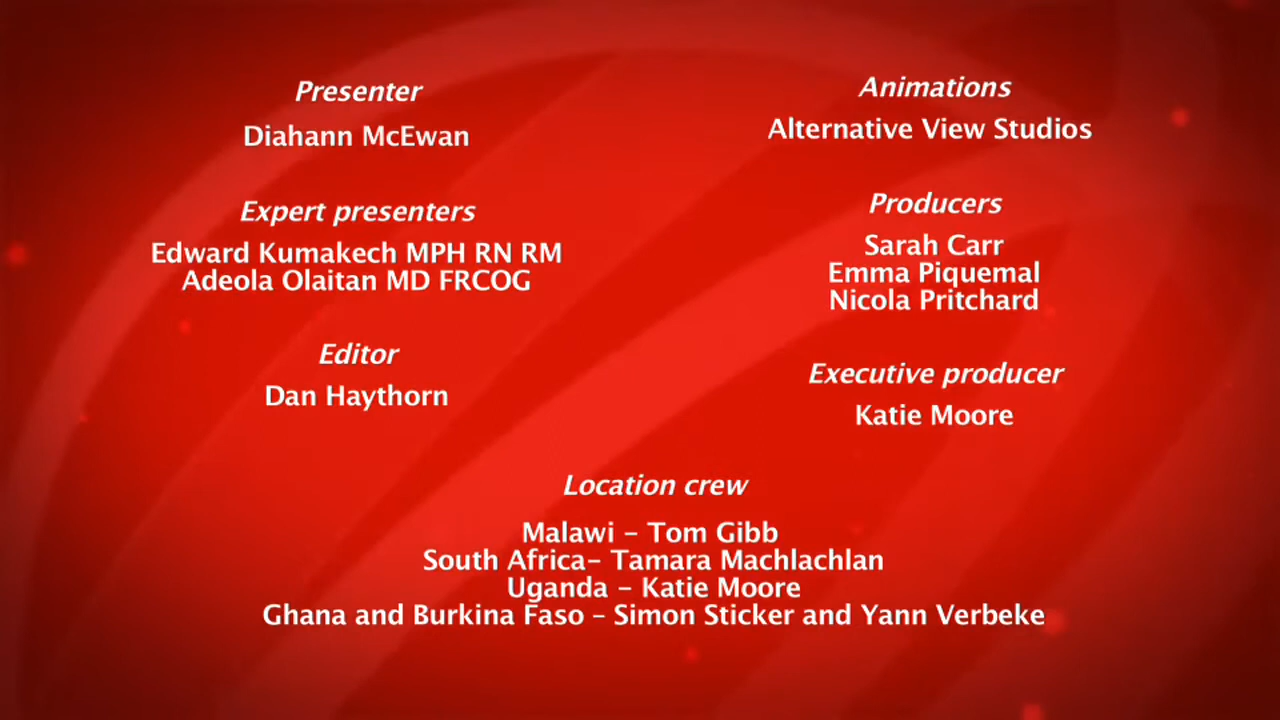 Presenter
Diahann McEwan
Expert presenters
Edward Kumakech MPH RN RM
Adeola Olaitan MD FRCOG
Editor
Dan Haythorn
Animations
Alternative View Studios
Producers
Sarah Carr
Emma Piquemal
Nicola Pritchard
Executive producer
Katie Moore
Location crew
Malawi – Tom Gibb
South Africa– Tamara Machlachlan
Uganda – Katie Moore
Ghana and Burkina Faso – Simon Sticker and Yann Verbeke